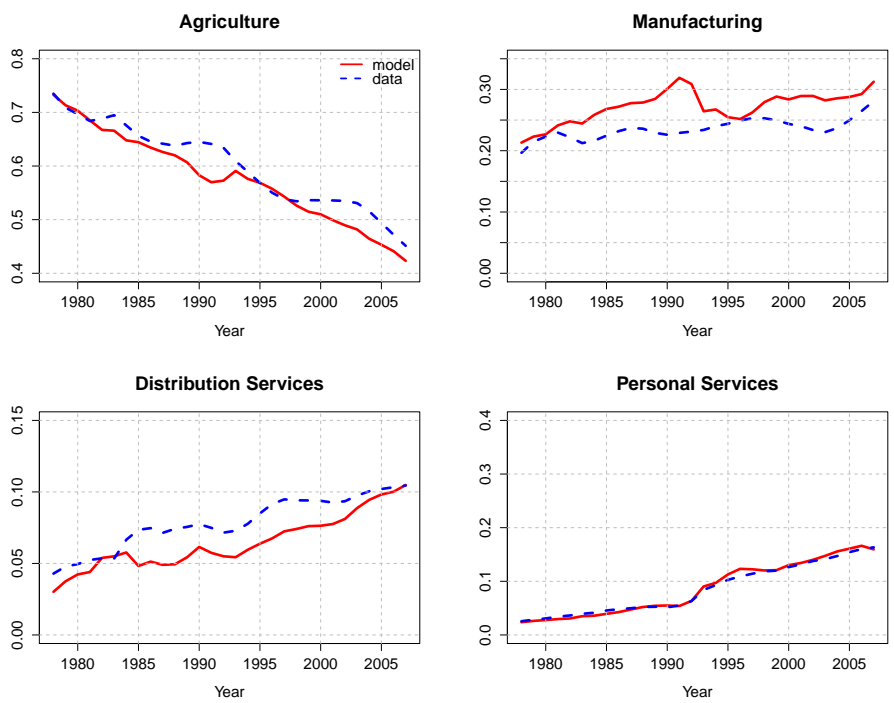 Agriculture
model
data
0.8
0.7
0.6
0.5
0.4
1980 1985 1990 1995 2000 2005
Year
Manufacturing
0.30
0.20
0.10
0.00
1980 1985 1990 1995 2000 2005
Year
Distribution Services
0.15
0.10
0.05
0.00
1980 1985 1990 1995 2000 2005
Year
Personal Services
0.4
0.3
0.2
0.1
0.0
1980 1985 1990 1995 2000 2005
Year